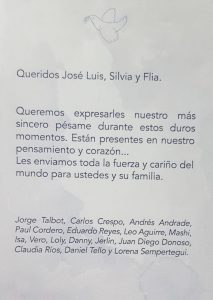 Queridos José Luis, Silvia y Flia.
Queremos expresarles nuestro más
sincero pésame durante estos duros
momentos. Están presentes en nuestro
pensamiento y corazón...
Les enviamos toda la fuerza y cariño del
mundo para ustedes y su familia.
Jorge Talbot, Carlos Crespo, Andrés Andrade,
Paul Cordero, Eduardo Reyes, Leo Aguirre, Mashi,
Isa, Vero, Loly, Danny, Jérlin, Juan Diego Donoso,
Claudia Ríos, Daniel Tello y Lorena Sempertegui.